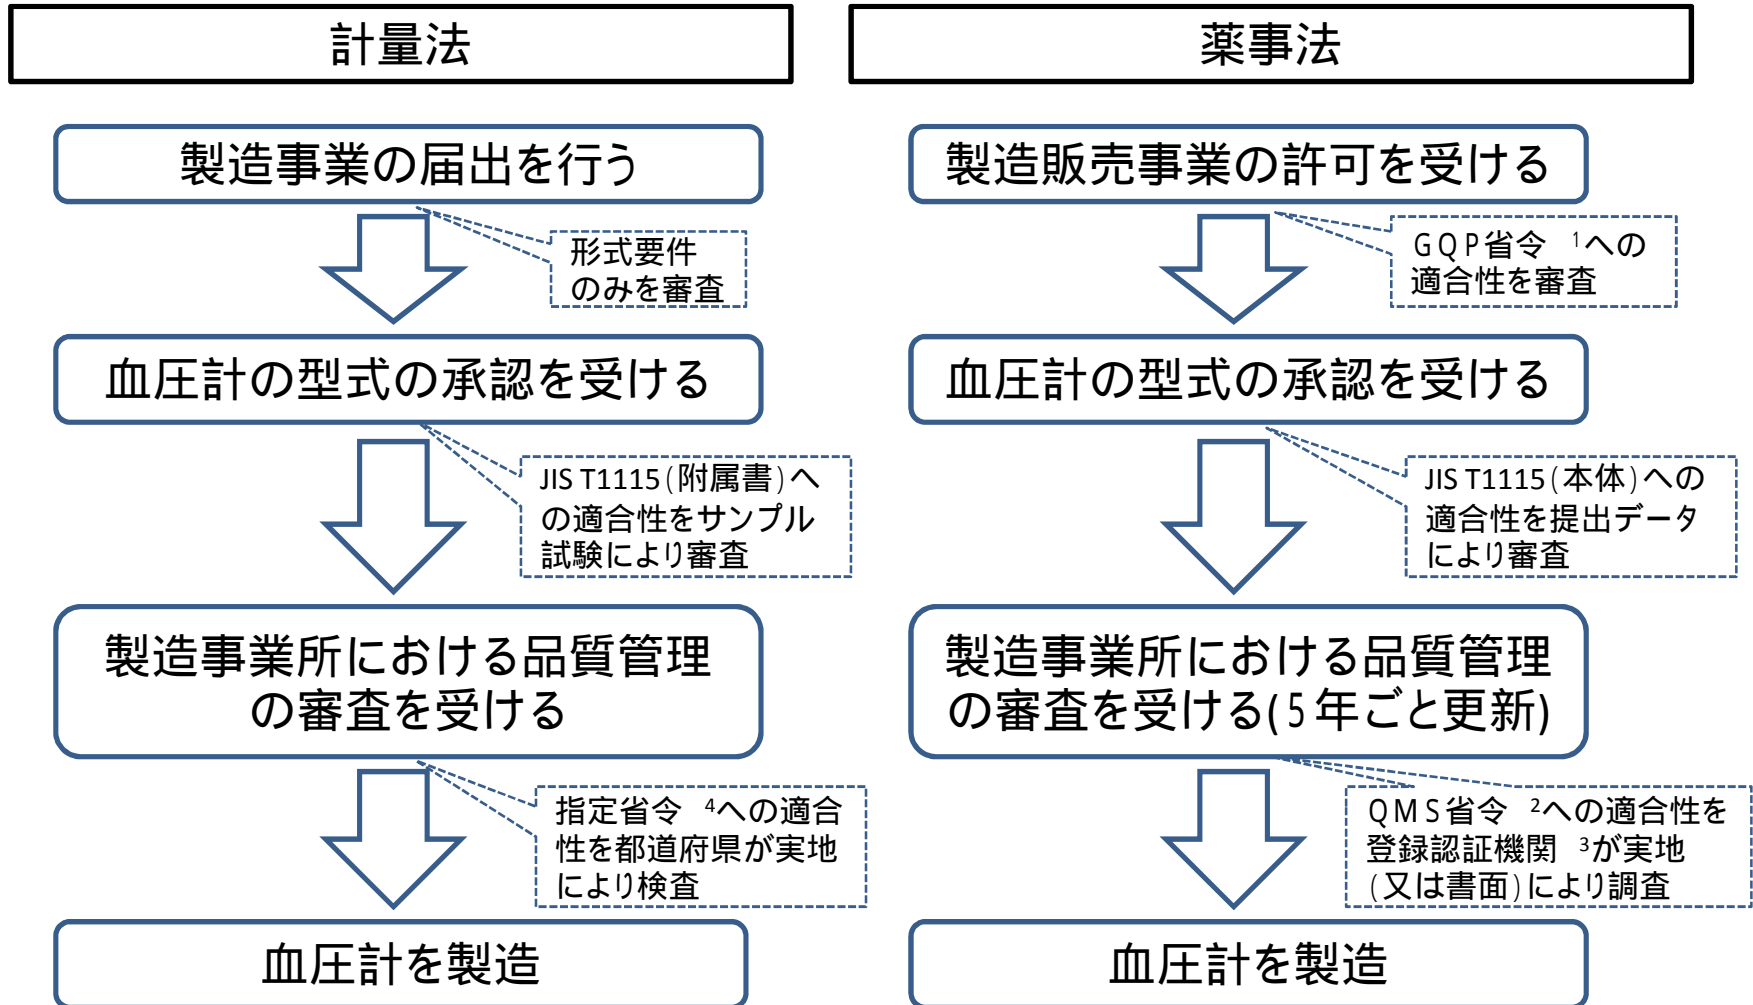 計量法
製造事業の届出を行う
形式要件
のみを審査
血圧計の型式の承認を受ける
JIS T1115(附属書)へ
の適合性をサンプル
試験により審査
製造事業所における品質管理
の審査を受ける
指定省令 4への適合
性を都道府県が実地
により検査
血圧計を製造
薬事法
製造販売事業の許可を受ける
GQP省令 1への
適合性を審査
血圧計の型式の承認を受ける
JIS T1115(本体)への
適合性を提出データ
により審査
製造事業所における品質管理
の審査を受ける(5年ごと更新)
QMS省令 2への適合性を
登録認証機関 3が実地
(又は書面)により調査
血圧計を製造